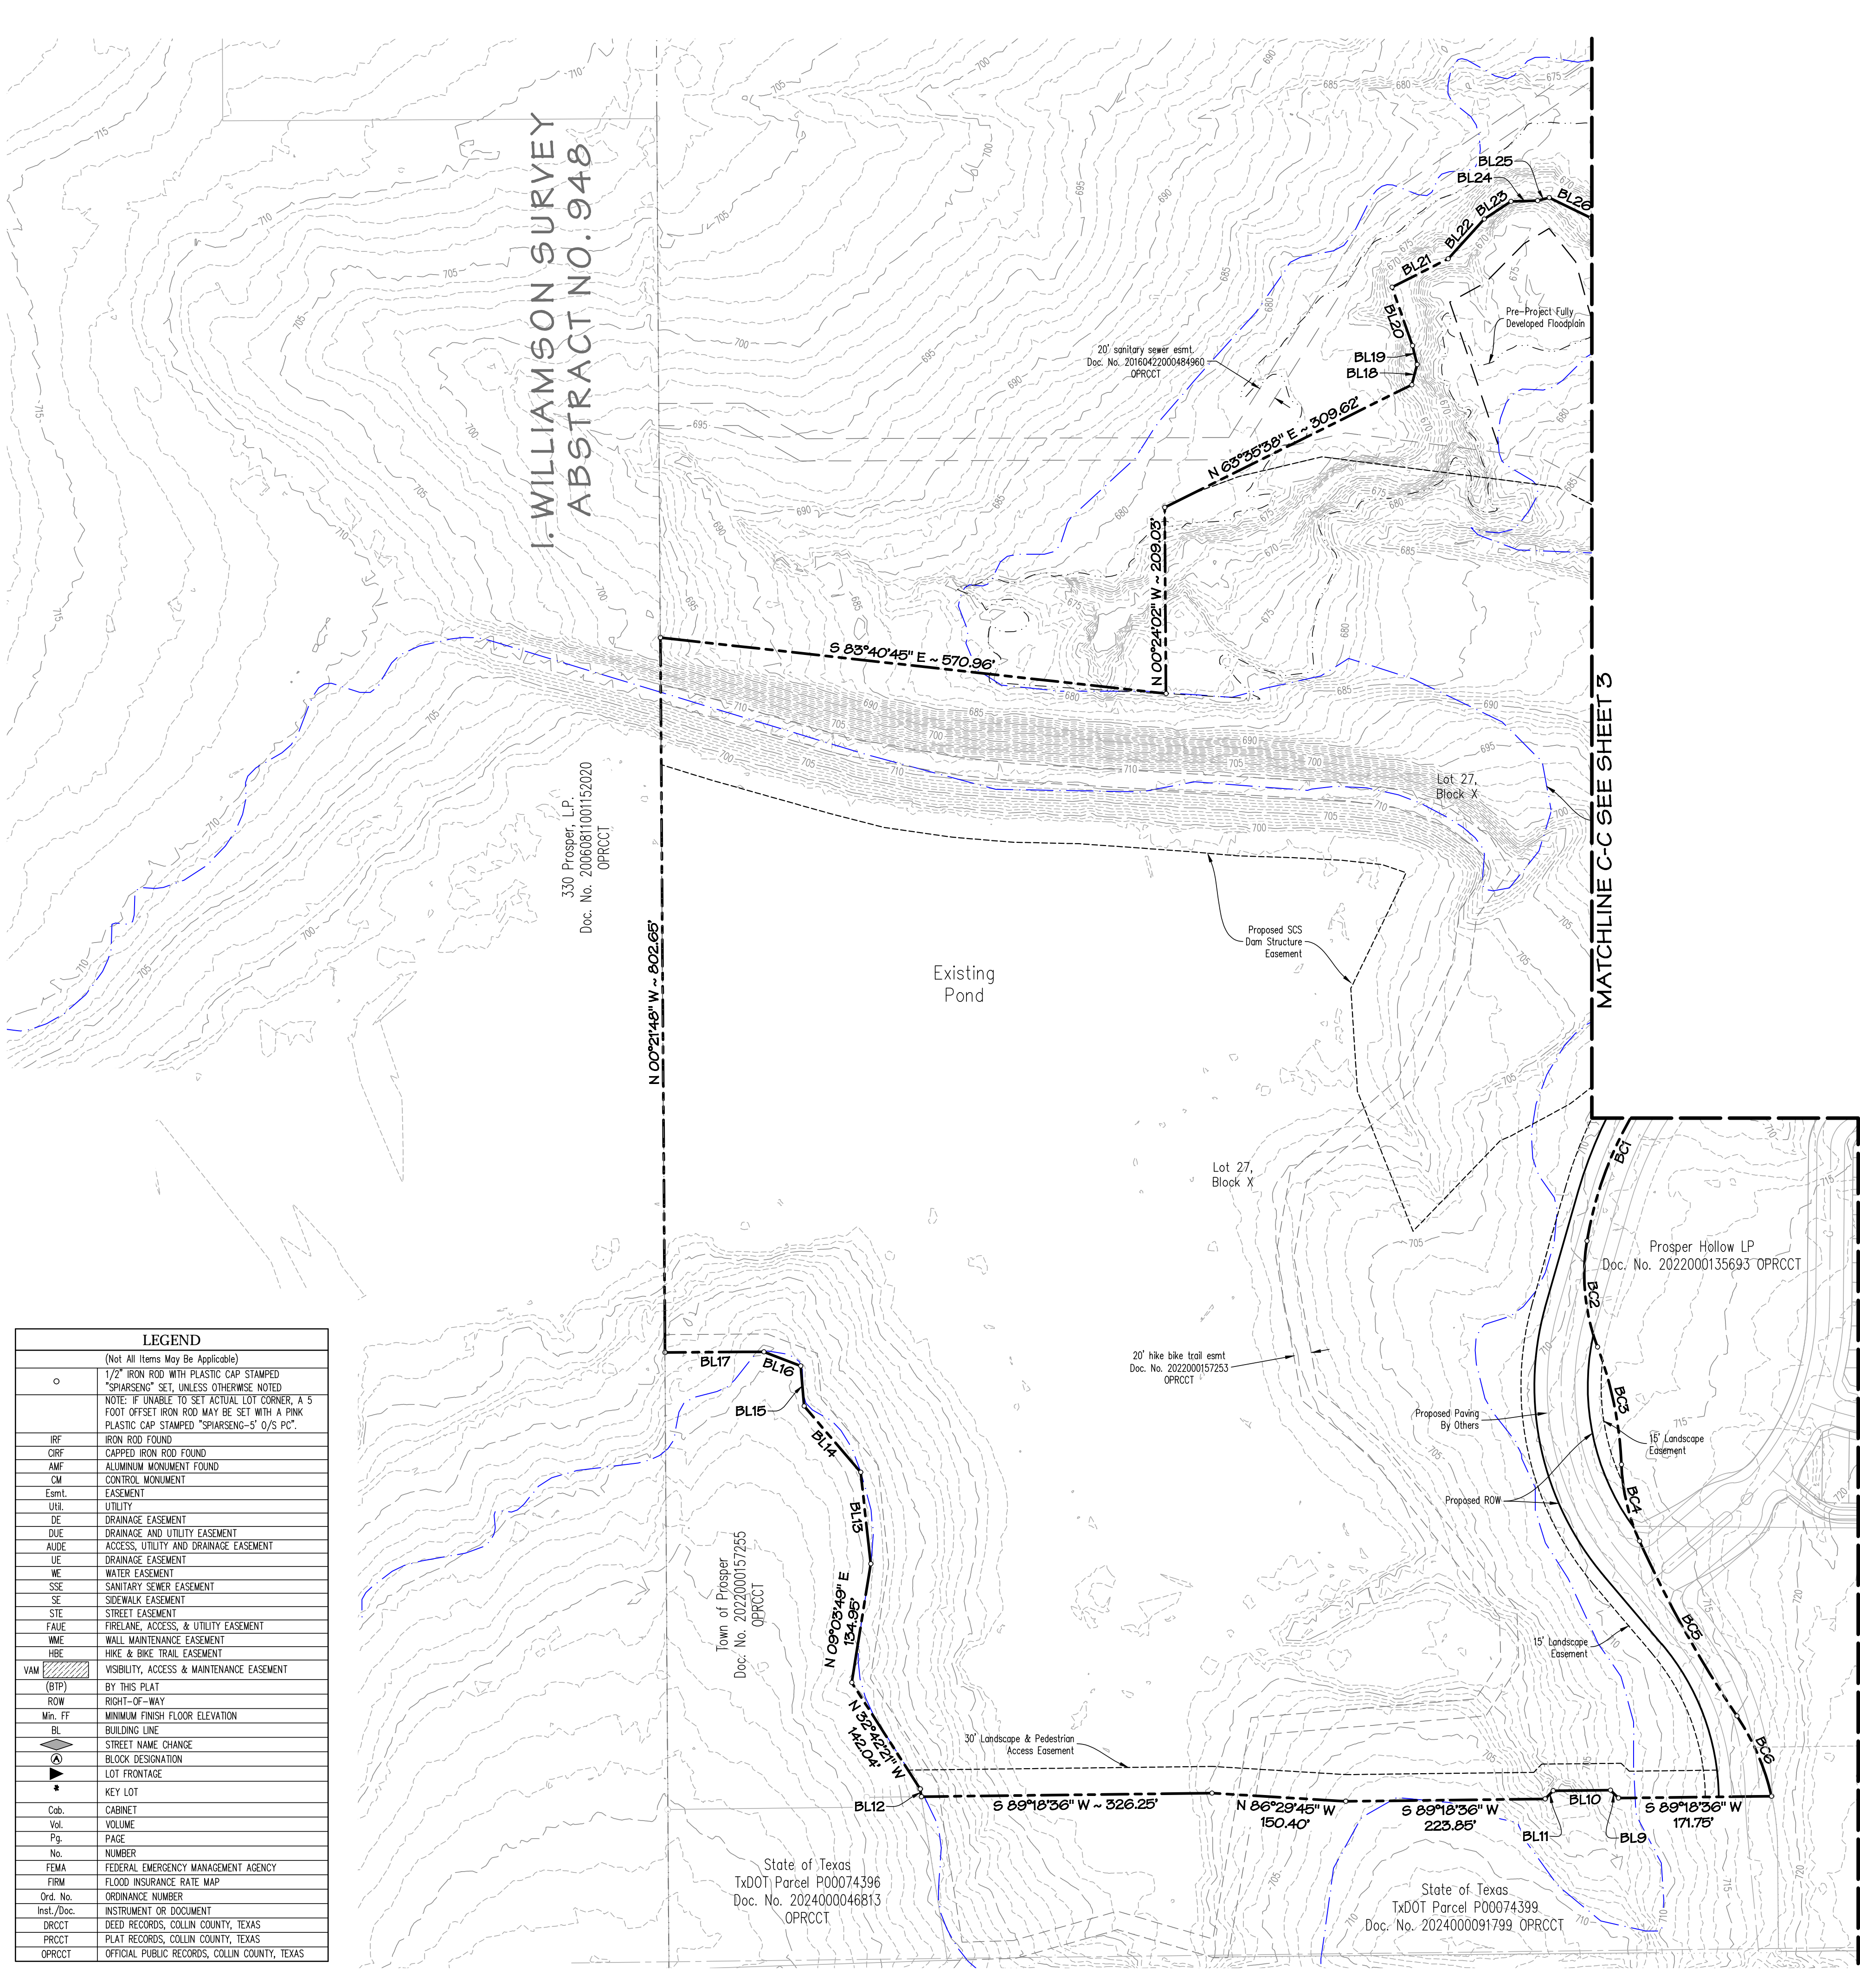 I. WILLIAMSON SURVEY
ABSTRACT NO. 948
BL25
BL24
BL26
BL23
BL22
BL21
BL20
BL19
BL18
Pre-Project Fully
Developed Floodplain
20' sanitary sewer esmt.
Doc. No. 20160422000484960
OPRCCT
N 63°35'38" E ~ 309.62'
N 00°24'02" W ~ 209.03'
S 83°40'45" E ~ 570.96'
MATCHLINE C-C SEE SHEET 3
Lot 27,
Block X
330 Prosper, L.P.
Doc. No. 20060811001152020
OPRCCT
N 00°21'48" W ~ 802.65'
Proposed SCS
Dam Structure
Easement
Existing
Pond
Lot 27,
Block X
BC1
Prosper Hollow LP
Doc. No. 2022000135693 OPRCCT
BC2
20' hike bike trail esmt
Doc. No. 2022000157253
OPRCCT
BL17
BL16
BL15
BL14
BL13
BC3
Proposed Paving
By Others
15' Landscape
Easement
Proposed ROW
BC4
Town of Prosper
Doc. No. 2022000157255
OPRCCT
N 09°03'49" E
134.95'
BC5
15' Landscape
Easement
N 32°42'21" W
142.04'
30' Landscape & Pedestrian
Access Easement
BC6
BL12
S 89°18'36" W ~ 326.25'
N 86°29'45" W
150.40'
S 89°18'36" W
223.85'
BL11
BL10
BL9
S 89°18'36" W
171.75'
State of Texas
TxDOT Parcel P00074396
Doc. No. 2024000046813
OPRCCT
State of Texas
TxDOT Parcel P00074399
Doc. No. 2024000091799 OPRCCT
LEGEND
(Not All Items May Be Applicable)
1/2" IRON ROD WITH PLASTIC CAP STAMPED
"SPIARSENG" SET, UNLESS OTHERWISE NOTED
NOTE: IF UNABLE TO SET ACTUAL LOT CORNER, A 5
FOOT OFFSET IRON ROD MAY BE SET WITH A PINK
PLASTIC CAP STAMPED "SPIARSENG-5' O/S PC".
IRF IRON ROD FOUND
CIRF CAPPED IRON ROD FOUND
AMF ALUMINUM MONUMENT FOUND
CM CONTROL MONUMENT
Esmt. EASEMENT
Util. UTILITY
DE DRAINAGE EASEMENT
DUE DRAINAGE AND UTILITY EASEMENT
AUDE ACCESS, UTILITY AND DRAINAGE EASEMENT
UE DRAINAGE EASEMENT
WE WATER EASEMENT
SSE SANITARY SEWER EASEMENT
SE SIDEWALK EASEMENT
STE STREET EASEMENT
FAUE FIRELANE, ACCESS, & UTILITY EASEMENT
WME WALL MAINTENANCE EASEMENT
HBE HIKE & BIKE TRAIL EASEMENT
VAM VISIBILITY, ACCESS & MAINTENANCE EASEMENT
(BTP) BY THIS PLAT
ROW RIGHT-OF-WAY
Min. FF MINIMUM FINISH FLOOR ELEVATION
BL BUILDING LINE
STREET NAME CHANGE
A BLOCK DESIGNATION
LOT FRONTAGE
* KEY LOT
Cab. CABINET
Vol. VOLUME
Pg. PAGE
No. NUMBER
FEMA FEDERAL EMERGENCY MANAGEMENT AGENCY
FIRM FLOOD INSURANCE RATE MAP
Ord. No. ORDINANCE NUMBER
Inst./Doc. INSTRUMENT OR DOCUMENT
DRCCT DEED RECORDS, COLLIN COUNTY, TEXAS
PRCCT PLAT RECORDS, COLLIN COUNTY, TEXAS
OPRCCT OFFICIAL PUBLIC RECORDS, COLLIN COUNTY, TEXAS